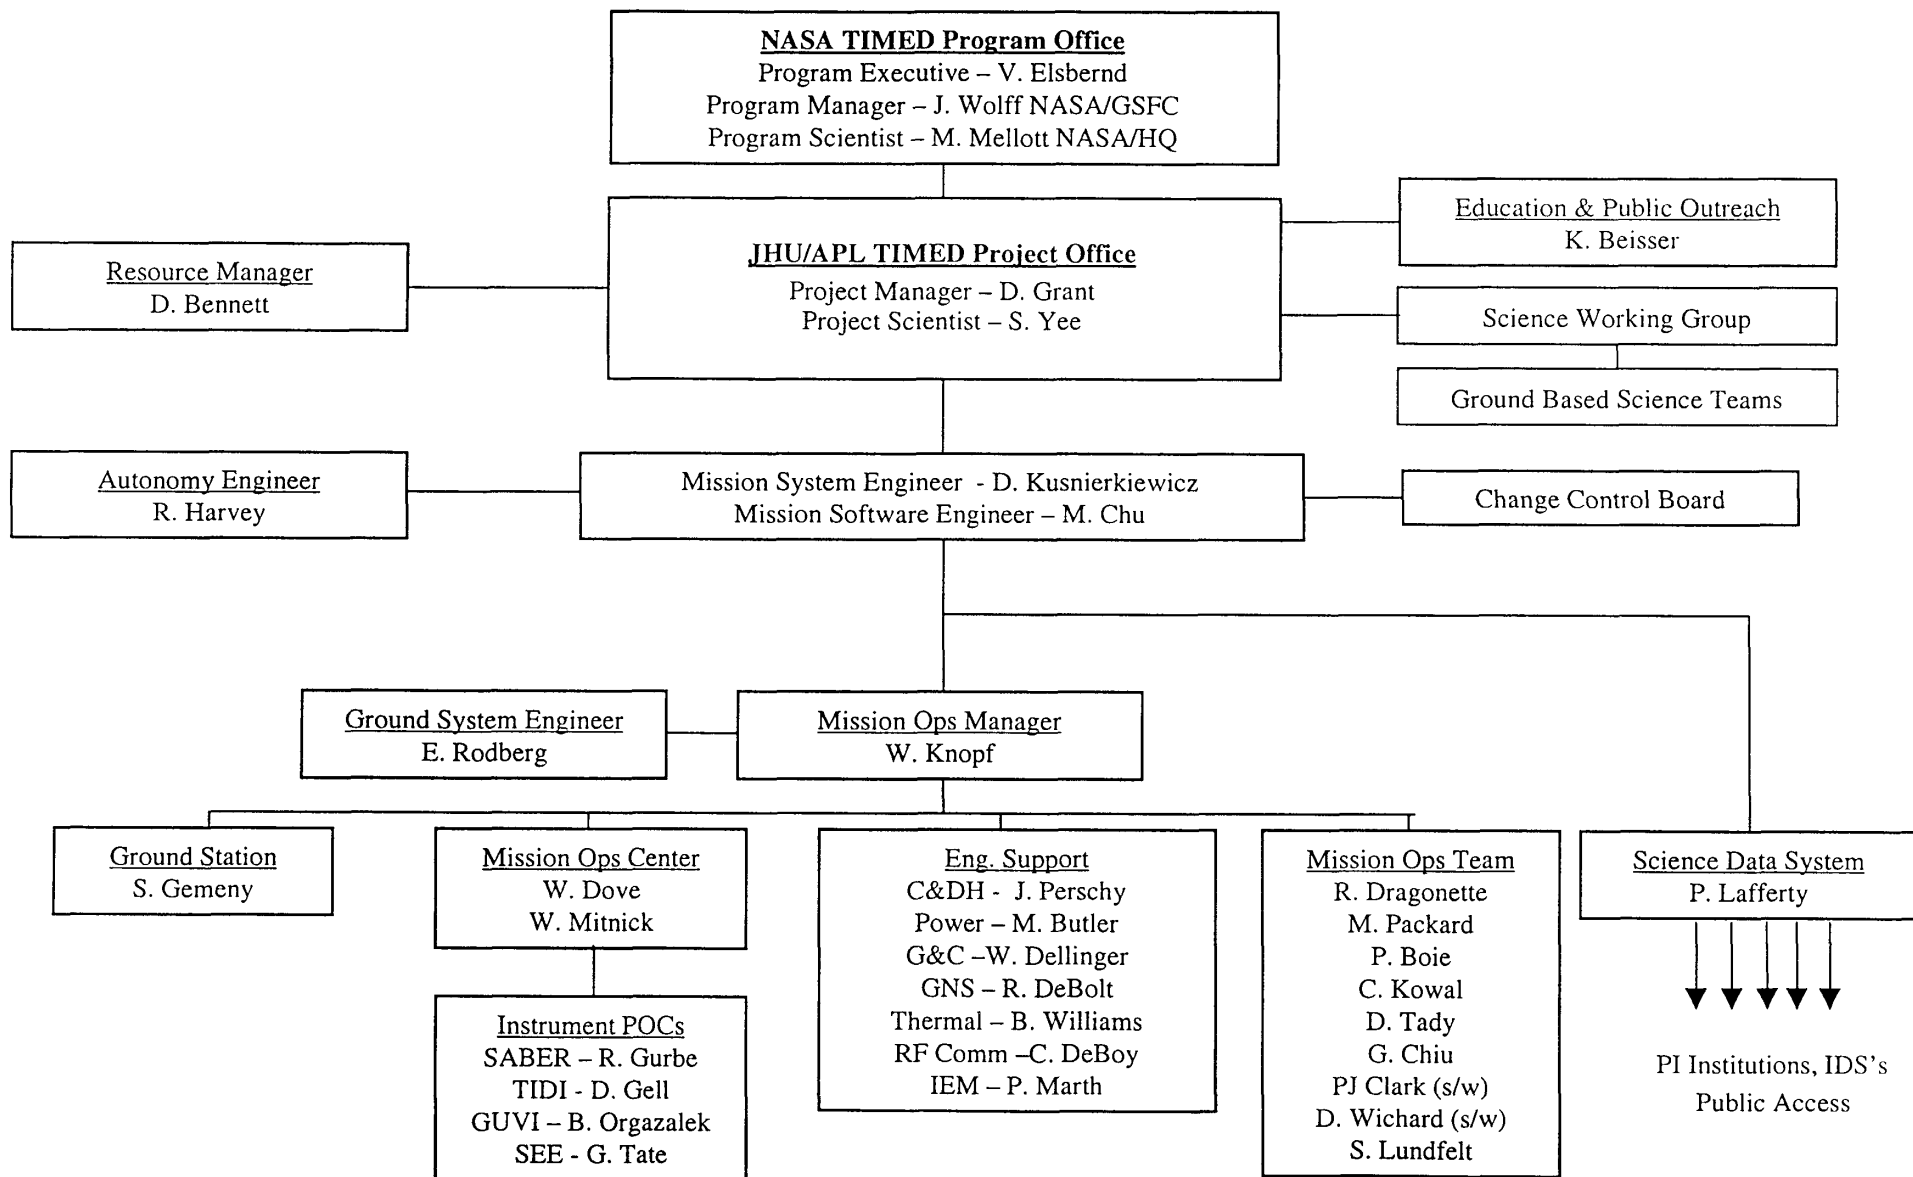 NASA TIMED Program Office
Program Executive – V. Elsbernd
Program Manager – J. Wolff NASA/GSFC
Program Scientist – M. Mellott NASA/HQ
Education & Public Outreach
K. Beisser
Resource Manager
D. Bennett
JHU/APL TIMED Project Office
Project Manager – D. Grant
Project Scientist – S. Yee
Science Working Group
Ground Based Science Teams
Autonomy Engineer
R. Harvey
Mission System Engineer - D. Kusnierkiewicz
Mission Software Engineer – M. Chu
Change Control Board
Ground System Engineer
E. Rodberg
Mission Ops Manager
W. Knopf
Ground Station
S. Gemeny
Mission Ops Center
W. Dove
W. Mitnick
Instrument POCs
SABER – R. Gurbe
TIDI - D. Gell
GUVI – B. Orgazalek
SEE - G. Tate
Eng. Support
C&DH - J. Perschy
Power – M. Butler
G&C –W. Dellinger
GNS – R. DeBolt
Thermal – B. Williams
RF Comm –C. DeBoy
IEM – P. Marth
Mission Ops Team
R. Dragonette
M. Packard
P. Boie
C. Kowal
D. Tady
G. Chiu
PJ Clark (s/w)
D. Wichard (s/w)
S. Lundfelt
Science Data System
P. Lafferty
PI Institutions, IDS's
Public Access